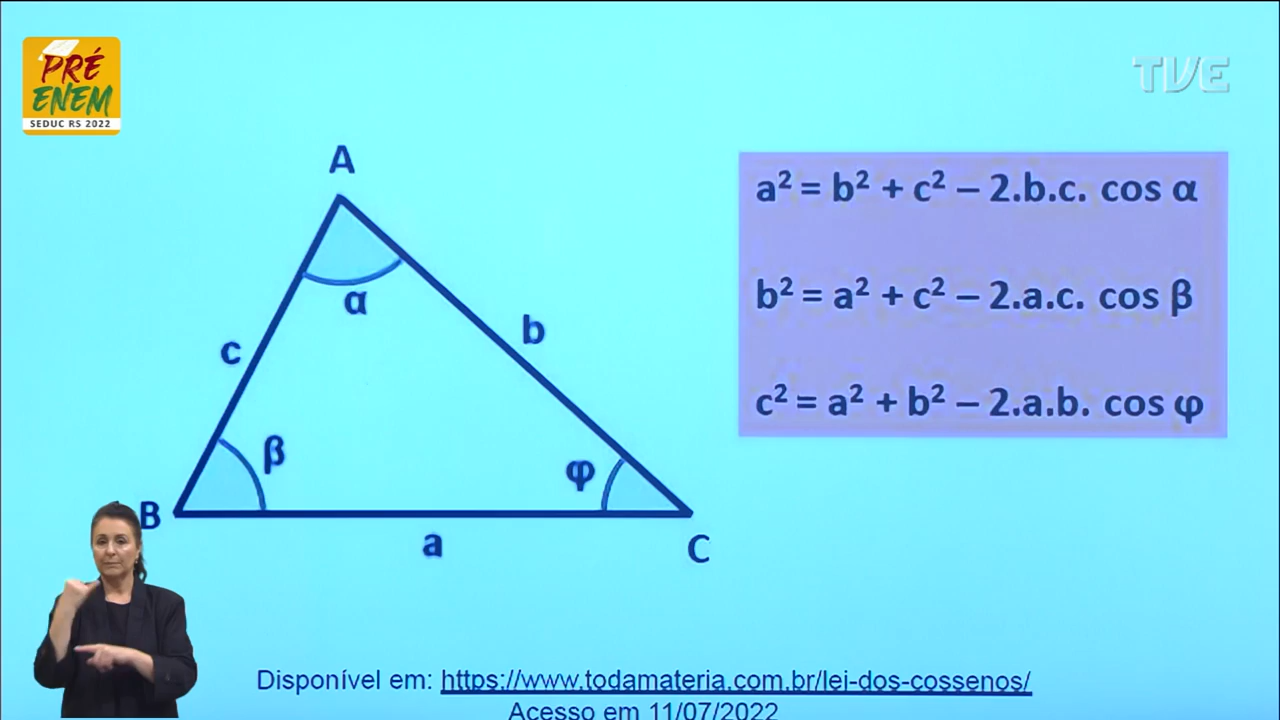 PRÉ
ENEM
SEDUC RS 2022
TVE
A
α
c
b
β
φ
B
a
C
a² = b² + c² – 2.b.c. cos α
b² = a² + c² – 2.a.c. cos β
c² = a² + b² – 2.a.b. cos φ
Disponível em: https://www.todamateria.com.br/lei-dos-cossenos/
Acesso em 11/07/2022